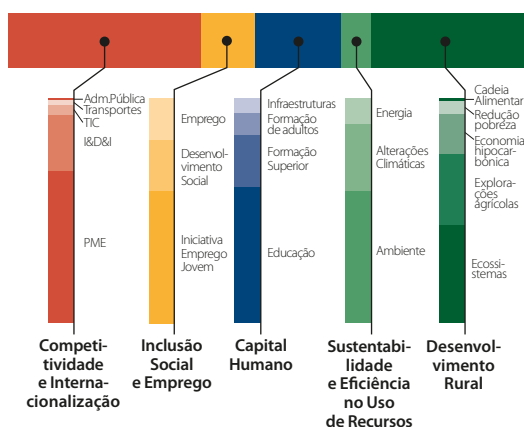 Adm.Pública
Transportes
TIC
I&D&I
PME
Competi-
tividade
e Interna-
cionalização
Emprego
Desenvol-
vimento
Social
Iniciativa
Emprego
Jovem
Inclusão
Social
e Emprego
Infraestruturas
Formação
de adultos
Formação
Superior
Educação
Capital
Humano
Energia
Alterações
Climáticas
Ambiente
Sustentabi-
lidade
e Eficiência
no Uso
de Recursos
Cadeia
Alimentar
Redução
pobreza
Economia
hipocar-
bónica
Explora-
ções
agrícolas
Ecossi-
stemas
Desenvol-
vimento
Rural